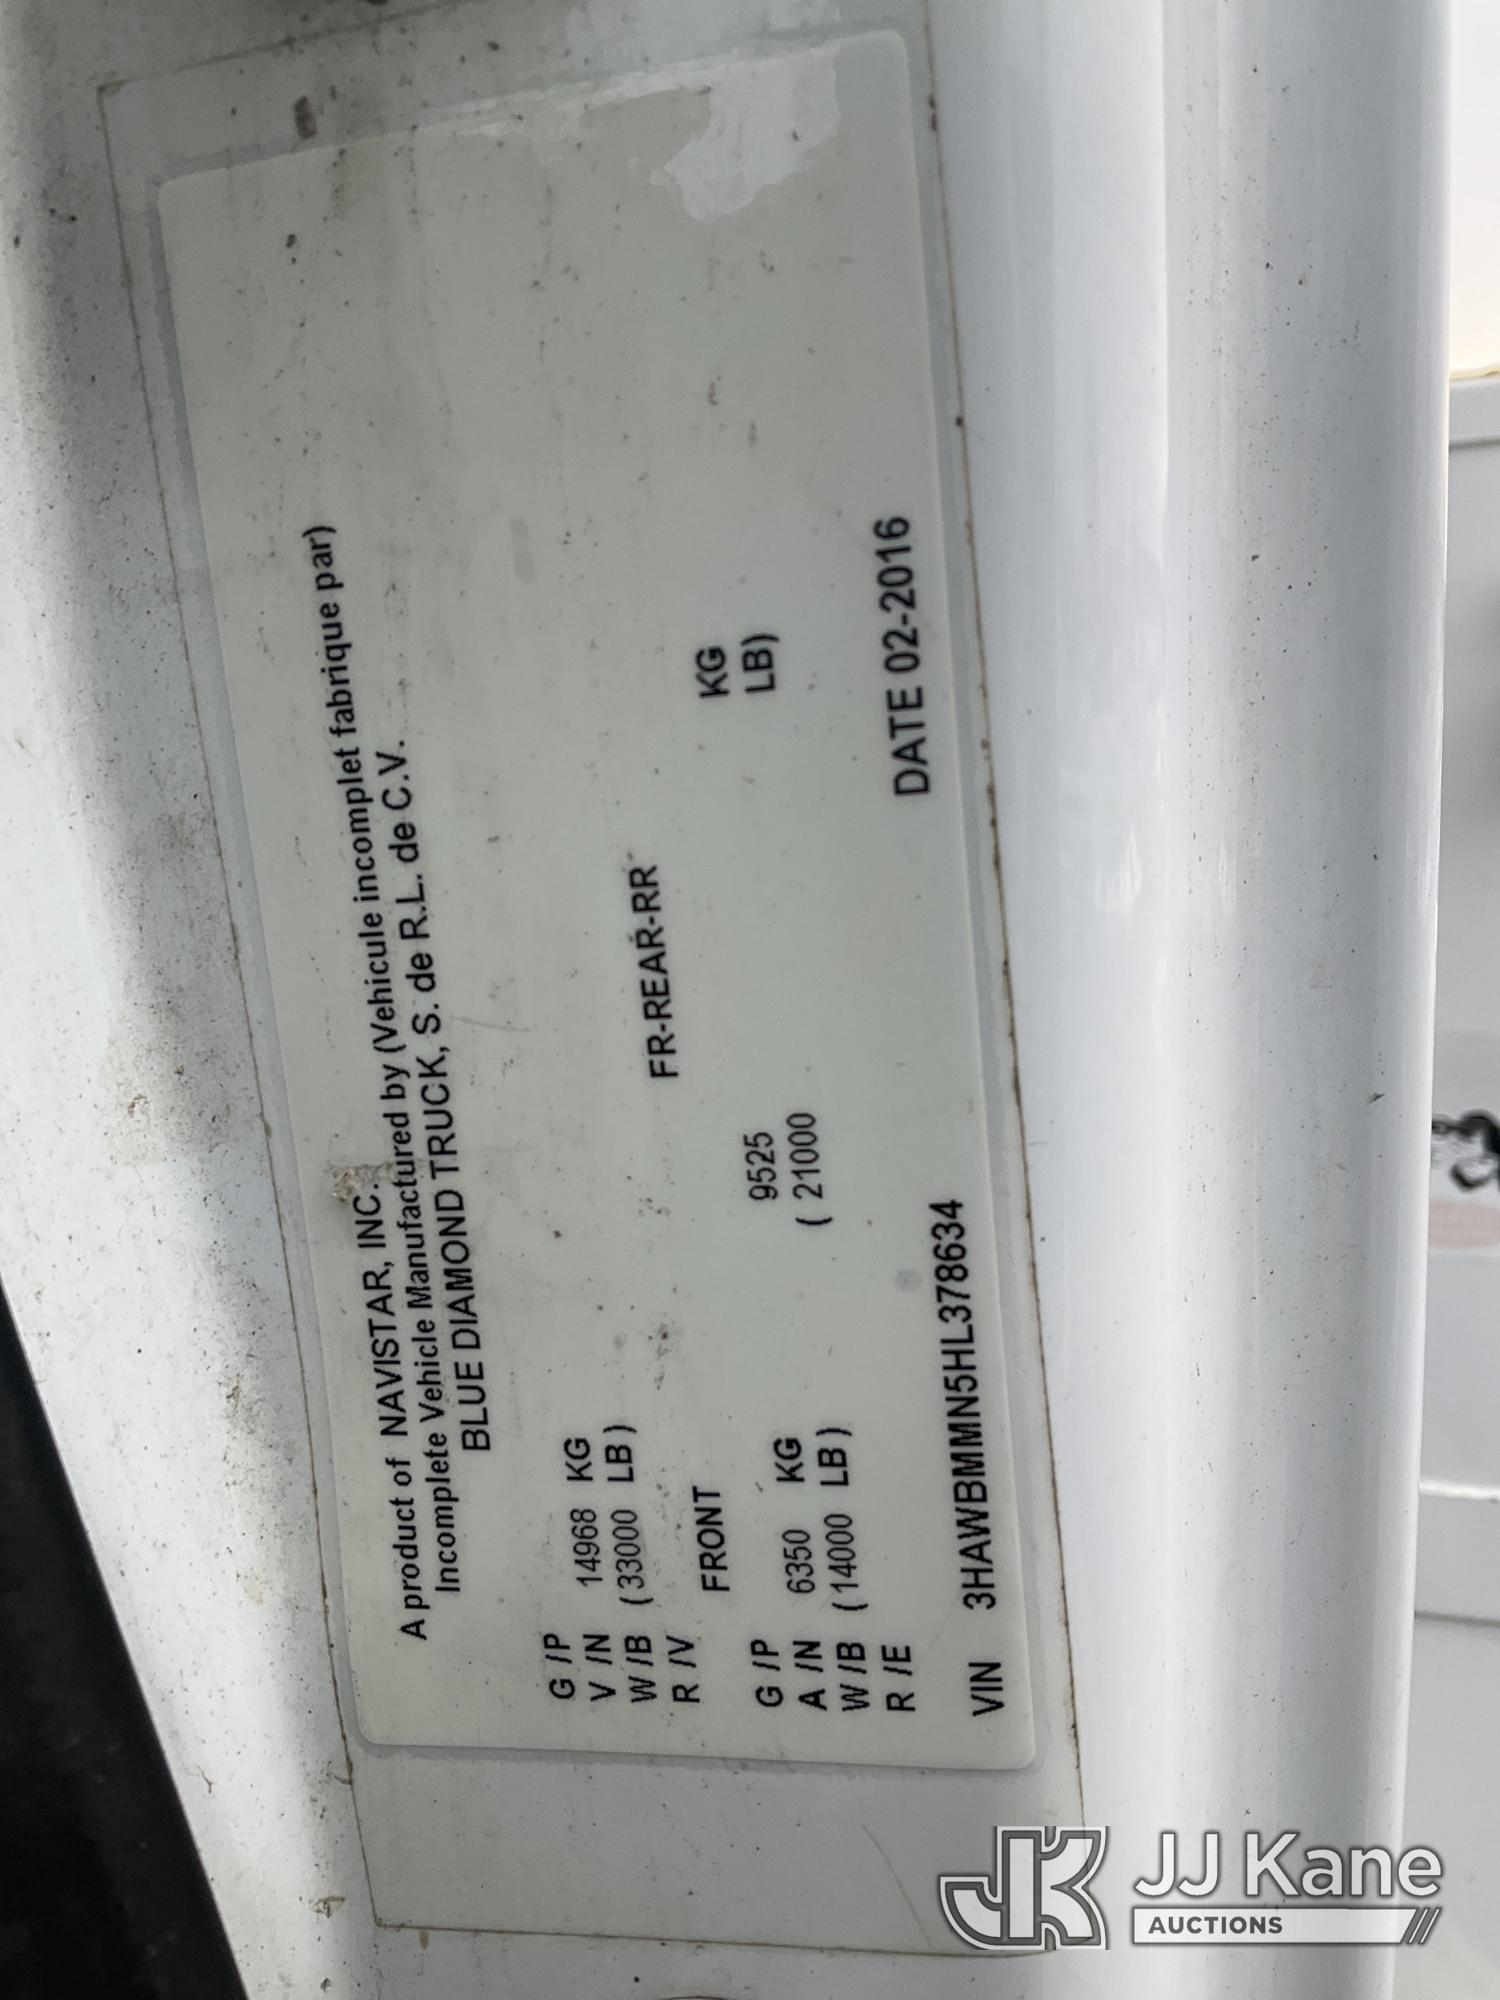 A product of NAVISTAR, INC.
Incomplete Vehicle Manufactured by (Vehicule incomplet fabrique par)
BLUE DIAMOND TRUCK, S. de R.L. de C.V.
G /P
V /N 14968 KG
W /B (33000 LB )
R /V FR-REAR-RR
FRONT
G /P 9525 KG
A /N 6350 KG ( 21000 LB)
W /B (14000 LB )
R /E
DATE 02-2016
VIN 3HAWBMMN5HL378634
JK JJ Kane
AUCTIONS